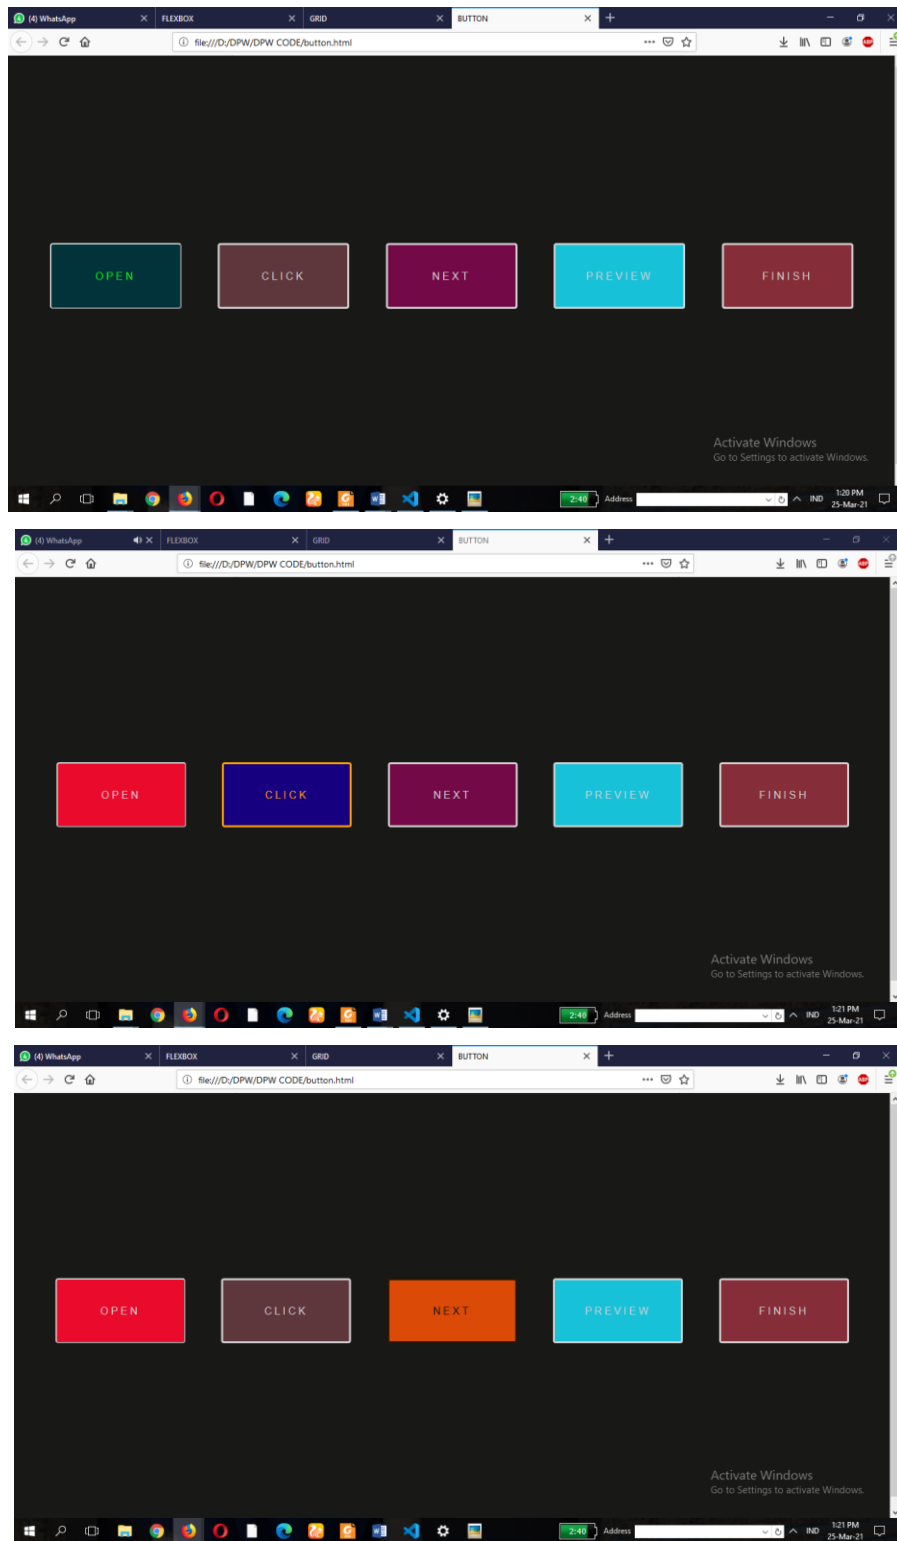 (4) WhatsApp FLEXBOX GRID BUTTON
file:///D:/DPW/DPW CODE/button.html
OPEN CLICK NEXT PREVIEW FINISH
Activate Windows
Go to Settings to activate Windows.
2:40 Address IND 1:20 PM
25-Mar-21
(4) WhatsApp FLEXBOX GRID BUTTON
file:///D:/DPW/DPW CODE/button.html
OPEN CLICK NEXT PREVIEW FINISH
Activate Windows
Go to Settings to activate Windows.
2:40 Address IND 1:21 PM
25-Mar-21
(4) WhatsApp FLEXBOX GRID BUTTON
file:///D:/DPW/DPW CODE/button.html
OPEN CLICK NEXT PREVIEW FINISH
Activate Windows
Go to Settings to activate Windows.
2:40 Address IND 1:21 PM
25-Mar-21